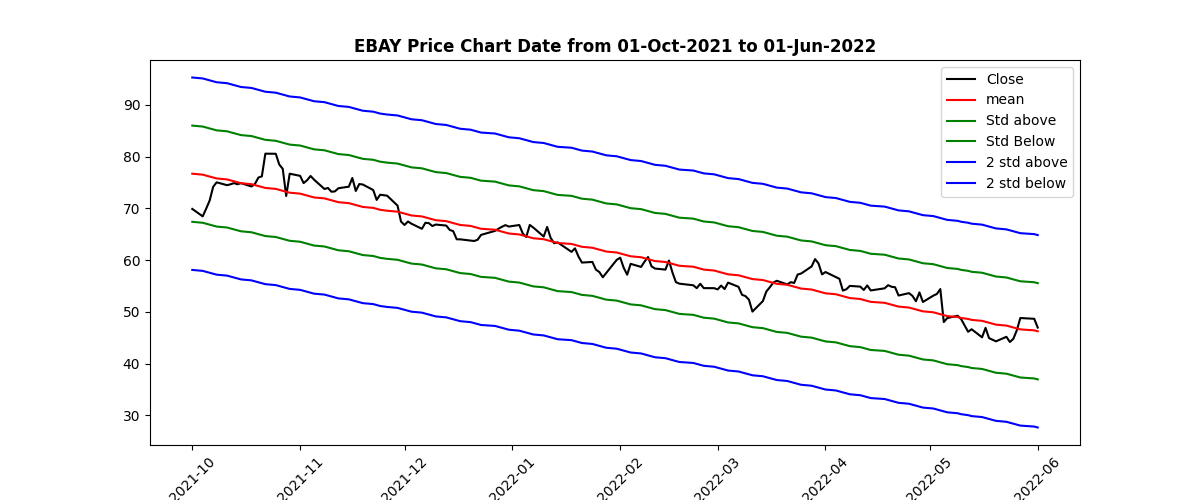 EBAY Price Chart Date from 01-Oct-2021 to 01-Jun-2022
Close
mean
Std above
Std Below
2 std above
2 std below
90
80
70
60
50
40
30
2021-10
2021-11
2021-12
2022-01
2022-02
2022-03
2022-04
2022-05
2022-06